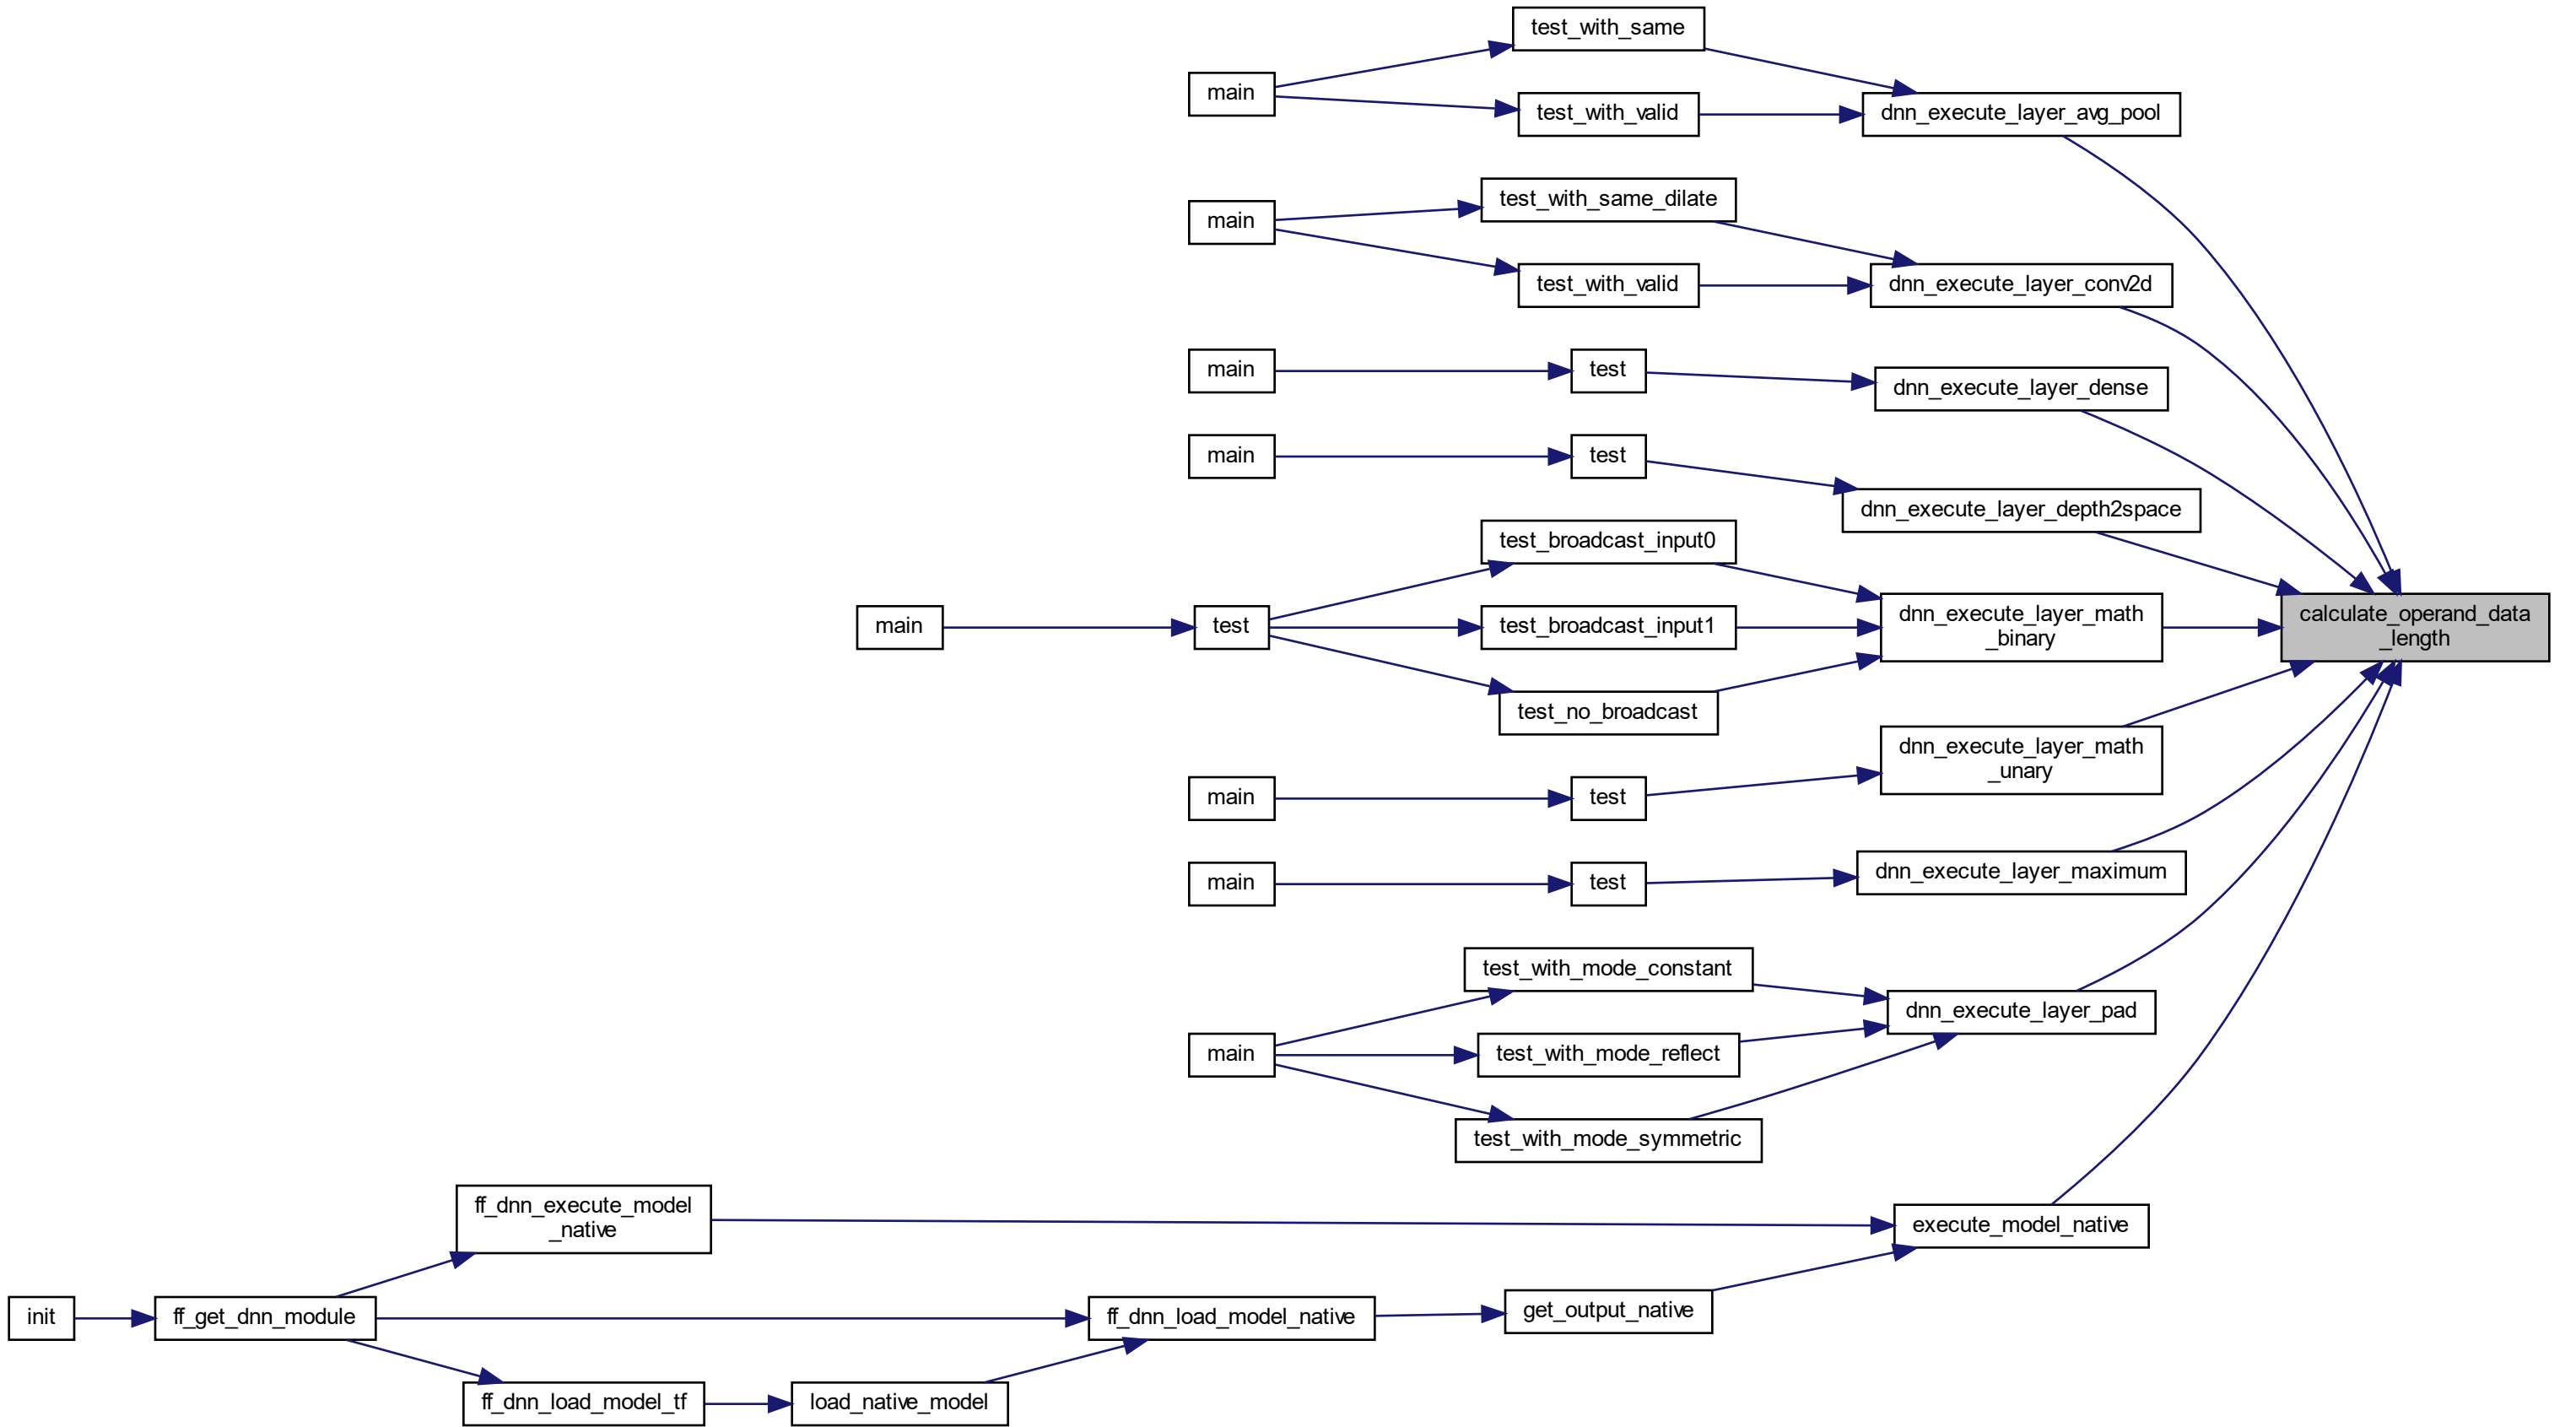 test_with_same
main
test_with_valid
dnn_execute_layer_avg_pool
test_with_same_dilate
main
test_with_valid
dnn_execute_layer_conv2d
main
test
dnn_execute_layer_dense
main
test
dnn_execute_layer_depth2space
test_broadcast_input0
main
test
test_broadcast_input1
dnn_execute_layer_math
_binary
calculate_operand_data
_length
test_no_broadcast
dnn_execute_layer_math
_unary
main
test
dnn_execute_layer_maximum
main
test
test_with_mode_constant
dnn_execute_layer_pad
main
test_with_mode_reflect
test_with_mode_symmetric
ff_dnn_execute_model
_native
execute_model_native
init
ff_get_dnn_module
ff_dnn_load_model_native
get_output_native
ff_dnn_load_model_tf
load_native_model